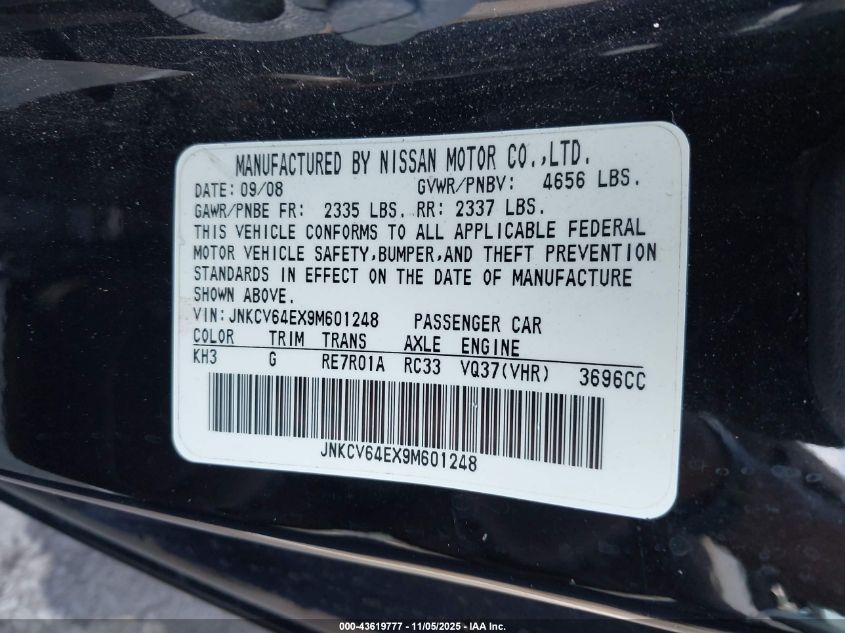 MANUFACTURED BY NISSAN MOTOR CO.,LTD.
DATE: 09/08 GVWR/PNBV: 4656 LBS.
GAWR/PNBE FR: 2335 LBS. RR: 2337 LBS.
THIS VEHICLE CONFORMS TO ALL APPLICABLE FEDERAL
MOTOR VEHICLE SAFETY,BUMPER,AND THEFT PREVENTION
STANDARDS IN EFFECT ON THE DATE OF MANUFACTURE
SHOWN ABOVE.
VIN:JNKCV64EX9M601248 PASSENGER CAR
COLOR TRIM TRANS AXLE ENGINE
KH3 G RE7R01A RC33 VQ37(VHR) 3696CC
JNKCV64EX9M601248
000-43619777 - 11/05/2025 - IAA Inc.